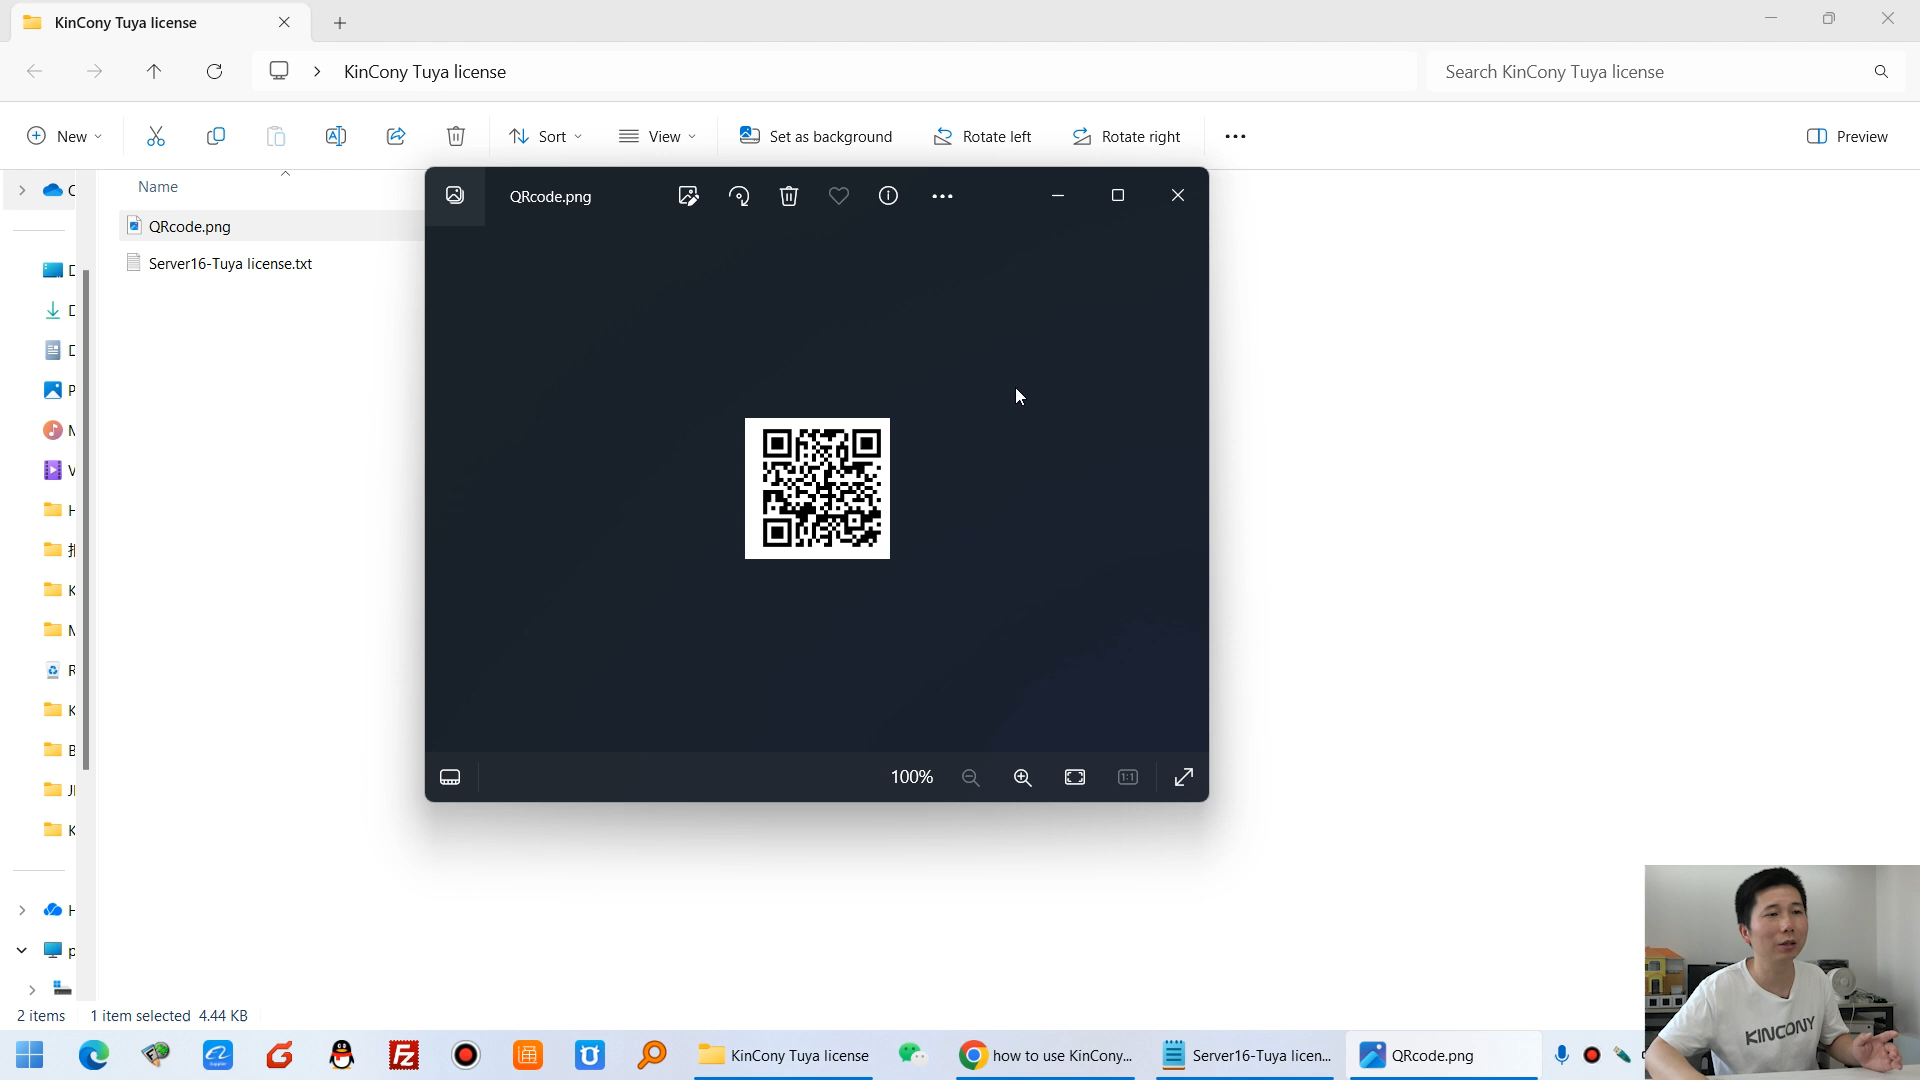 KinCony Tuya license
KinCony Tuya license
Search KinCony Tuya license
New
Sort
View
Set as background
Rotate left
Rotate right
Preview
Name
QRcode.png
Server16-Tuya license.txt
QRcode.png
100%
1:1
2 items
1 item selected 4.44 KB
KinCony Tuya license
how to use KinCony...
Server16-Tuya licen...
QRcode.png
KINCONY